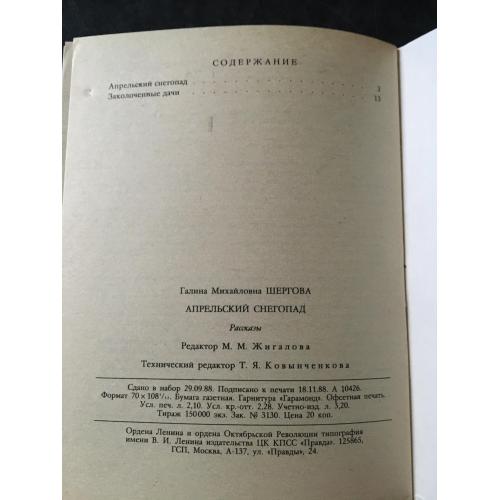 СОДЕРЖАНИЕ
Апрельский снегопад 3
Заколоченные дачи 13
Галина Михайловна ШЕРГОВА
АПРЕЛЬСКИЙ СНЕГОПАД
Рассказы
Редактор М. М. Жигалова
Технический редактор Т. Я. Ковынченкова
Сдано в набор 29.09.88. Подписано к печати 18.11.88. А 10426.
Формат 70 × 108¹/₃₂. Бумага газетная. Гарнитура «Гарамонд». Офсетная печать.
Усл. печ. л. 2,10. Усл. кр.-отт. 2,28. Учетно-изд. л. 3,20.
Тираж 150 000 экз. Зак. № 3130. Цена 20 коп.
Ордена Ленина и ордена Октябрьской Революции типография
имени В. И. Ленина издательства ЦК КПСС «Правда». 125865,
ГСП, Москва, А-137, ул. «Правды», 24.